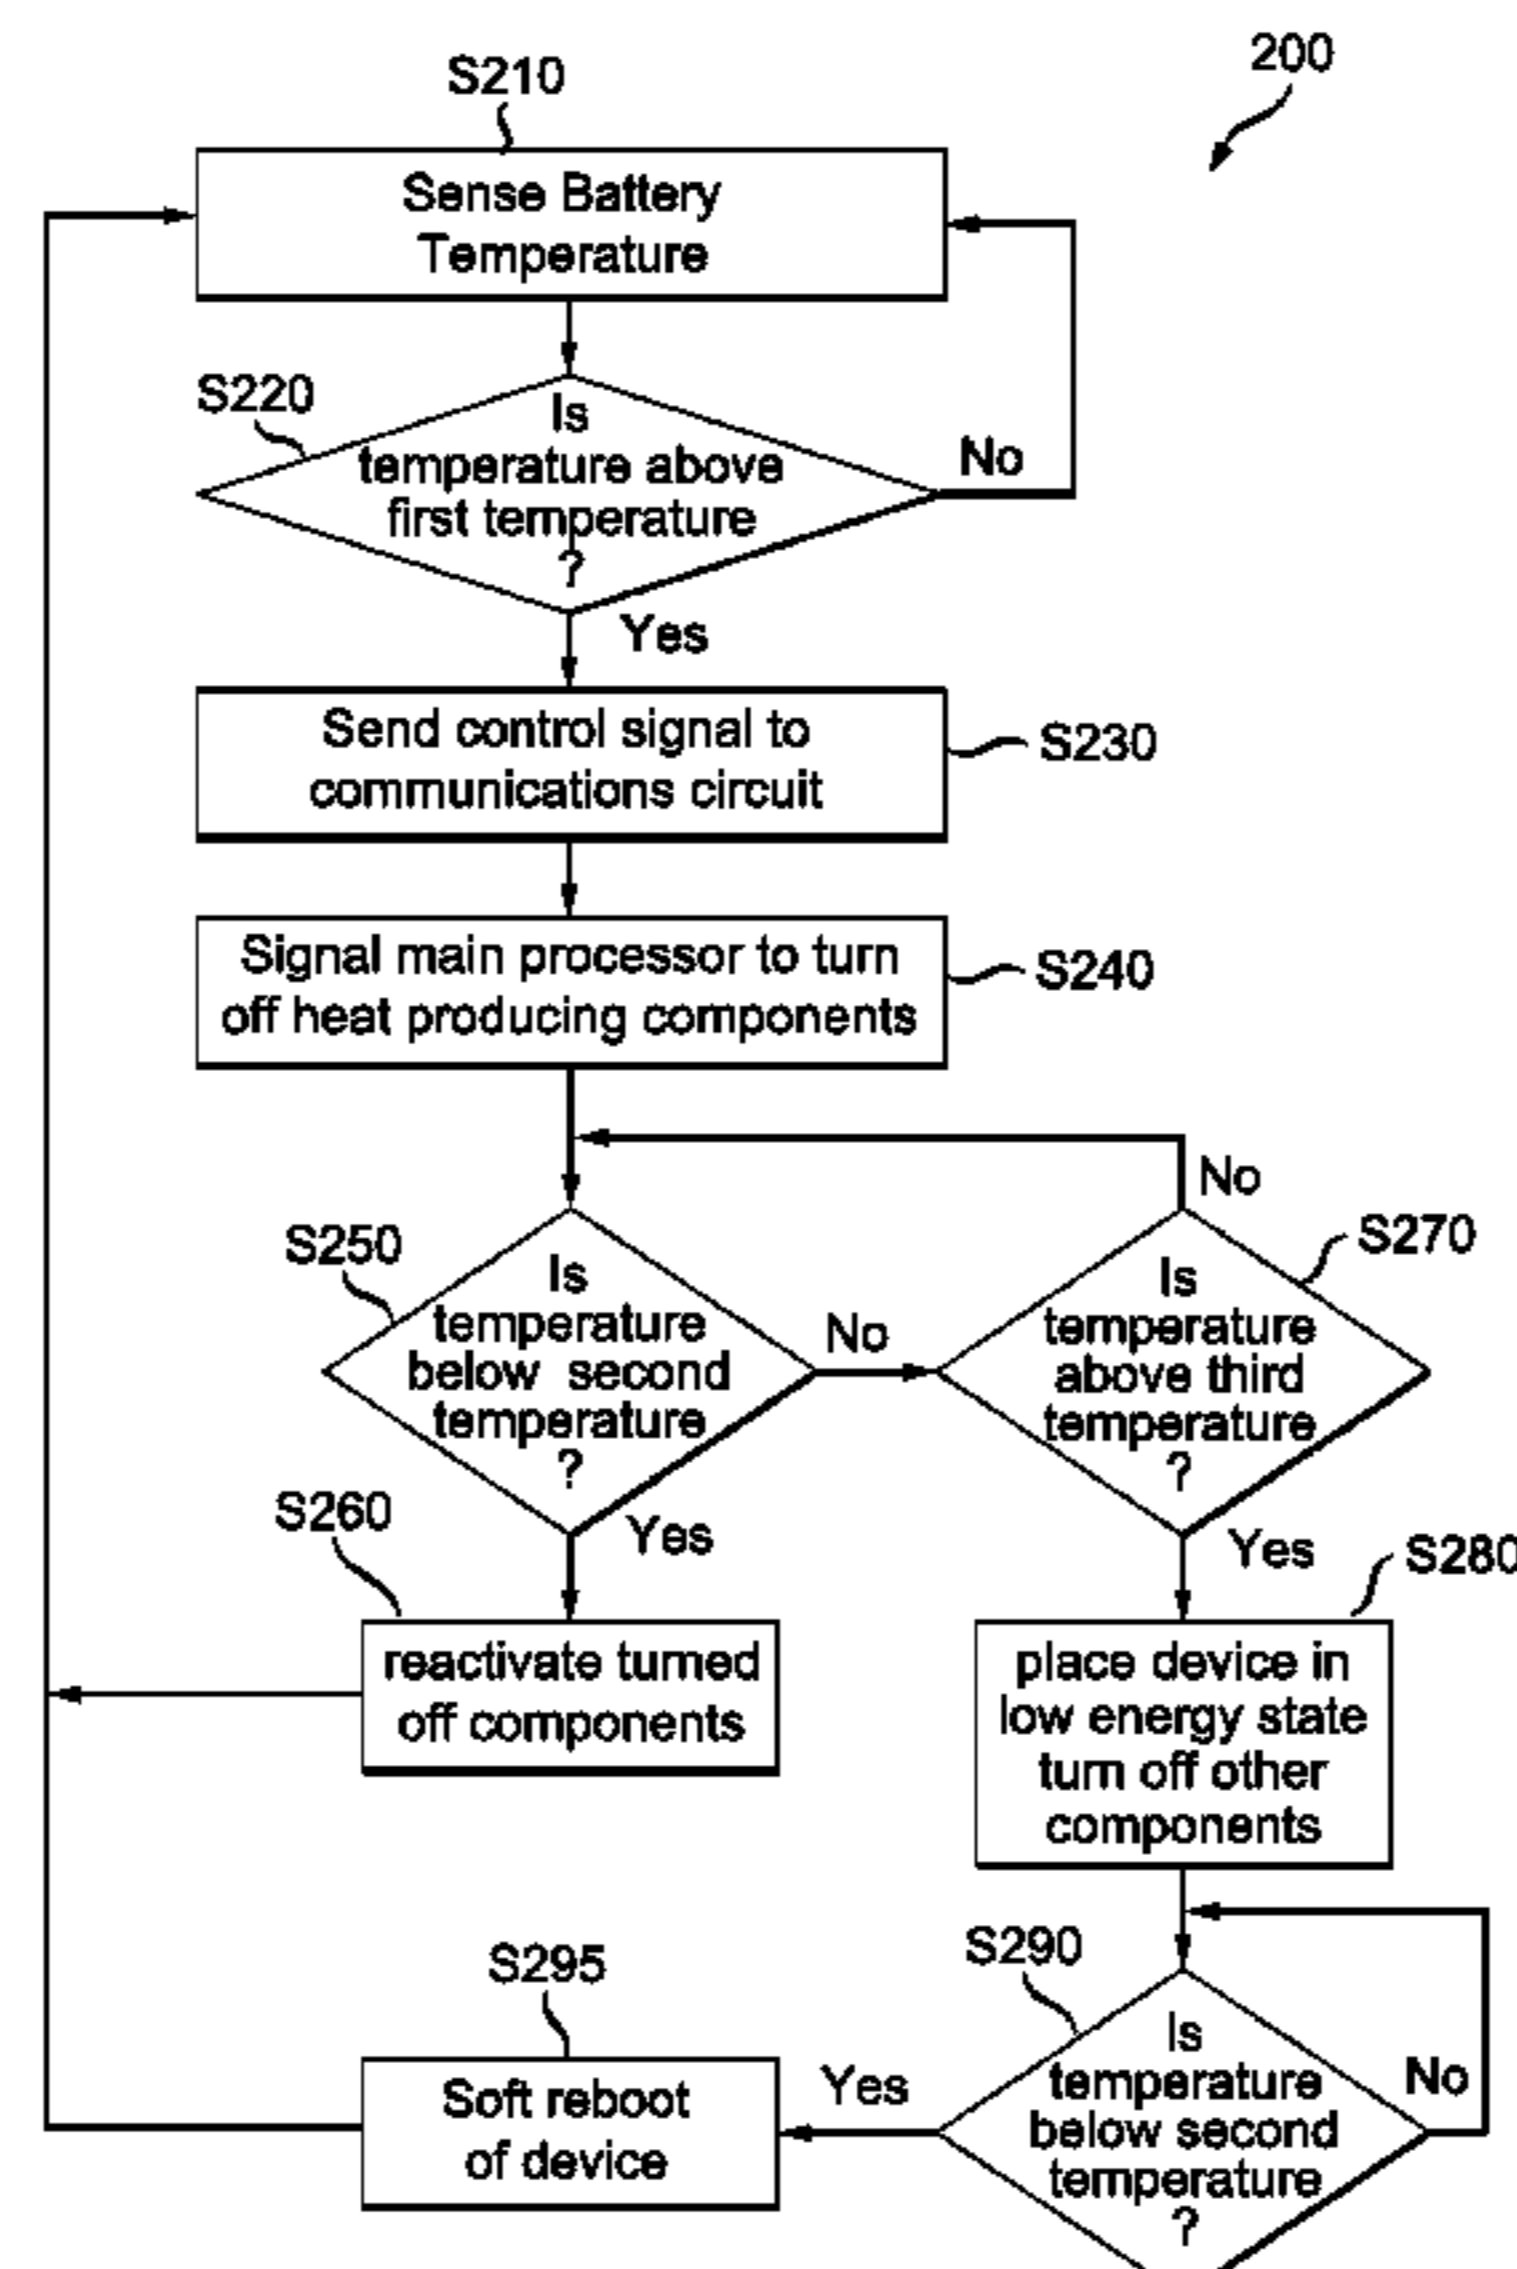 200
S210
Sense Battery
Temperature
S220
Is
temperature above
first temperature
?
No
Yes
Send control signal to
communications circuit
S230
Signal main processor to turn
off heat producing components
S240
No
S250
Is
temperature
below second
temperature
?
No
S270
Is
temperature
above third
temperature
?
Yes
Yes
S260
reactivate turned
off components
S280
place device in
low energy state
turn off other
components
S290
Is
temperature
below second
temperature
?
No
Yes
S295
Soft reboot
of device